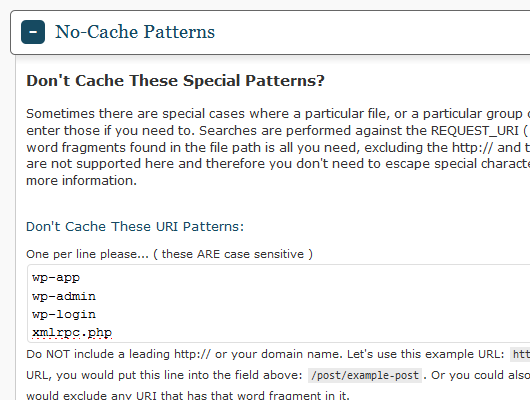 No-Cache Patterns
Don't Cache These Special Patterns?
Sometimes there are special cases where a particular file, or a particular group
enter those if you need to. Searches are performed against the REQUEST_URI (
word fragments found in the file path is all you need, excluding the http:// and
are not supported here and therefore you don't need to escape special
more information.
Don't Cache These URI Patterns:
One per line please... ( these ARE case sensitive )
wp-app
wp-admin
wp-login
xmlrpc.php
Do NOT include a leading http:// or your domain name. Let's use this example URL:
URL, you would put this line into the field above: /post/example-post. Or you could also
would exclude any URI that has that word fragment in it.